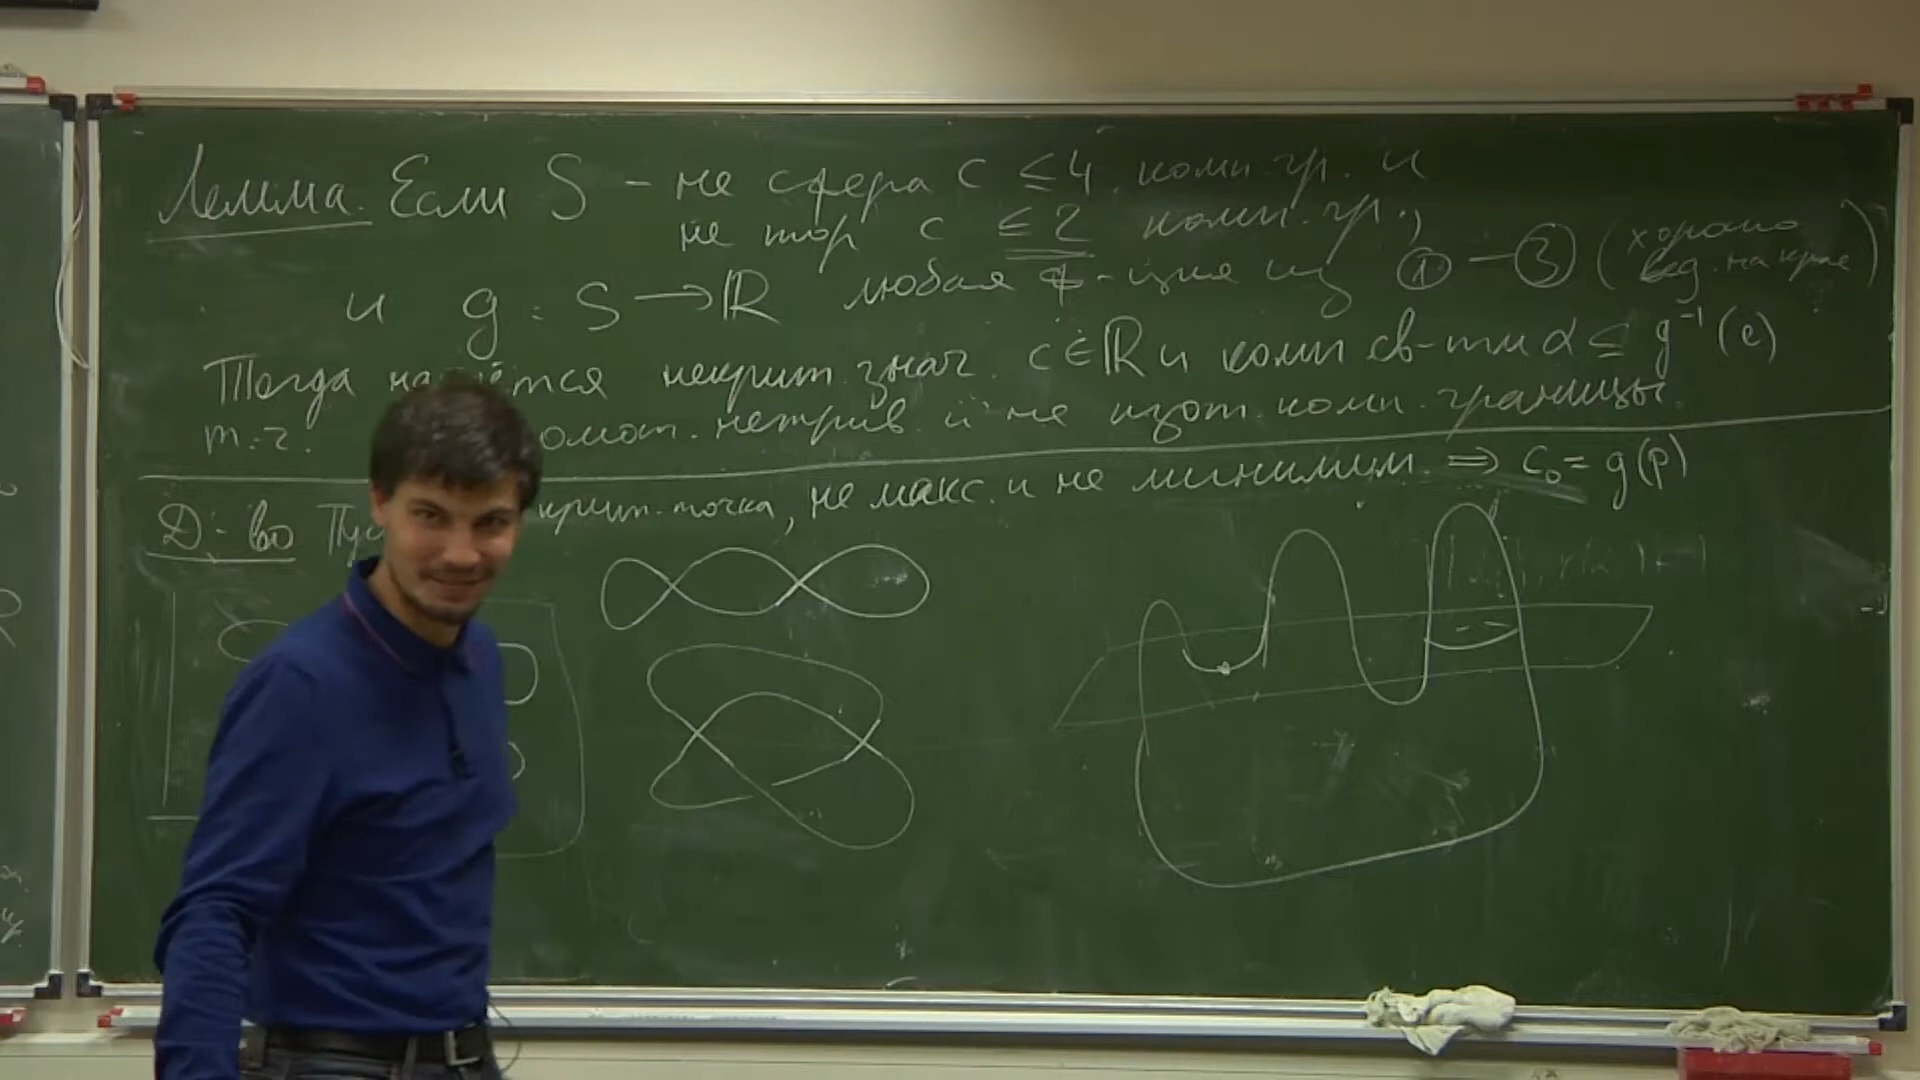 Лемма. Если S – не сфера с ≤ 4 комп. гр. и
не тор с ≤ 2 комп. гр.,
и g : S → ℝ любая ф-ция из ① – ③ (хорошо
вед. на крае)
Тогда некрит. знач. c ∈ ℝ и комп св-ти α ⊆ g⁻¹(c)
т. ч. нетрив. и не изот. комп. границы.
Д-во крит. точка, не макс. и не минимум. ⇒ c₀ = g(p)